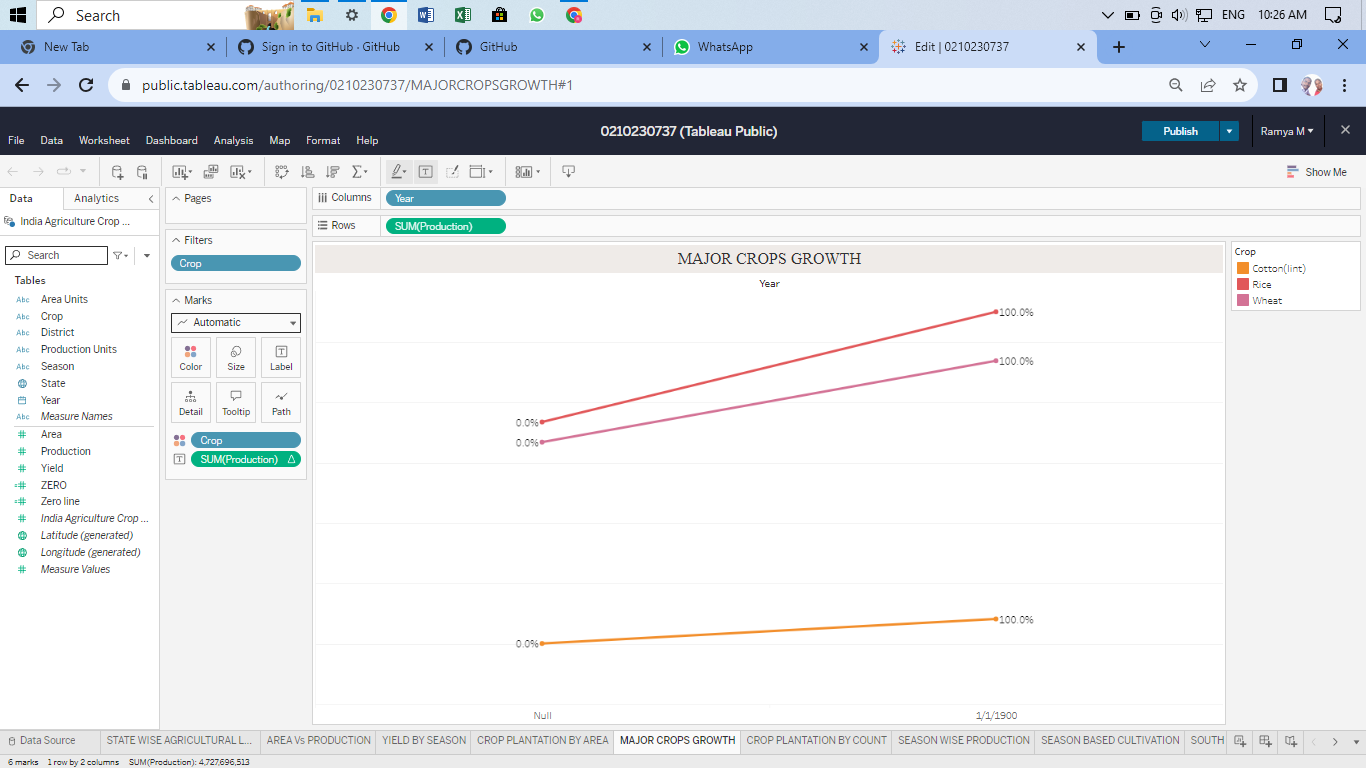 Search
ENG 10:26 AM
New Tab
Sign in to GitHub · GitHub
GitHub
WhatsApp
Edit | 0210230737
public.tableau.com/authoring/0210230737/MAJORCROPSGROWTH#1
0210230737 (Tableau Public)
Publish
Ramya M
File Data Worksheet Dashboard Analysis Map Format Help
Show Me
Data Analytics
India Agriculture Crop ...
Search
Tables
Abc Area Units
Abc Crop
Abc District
Abc Production Units
Abc Season
State
Year
Abc Measure Names
# Area
# Production
# Yield
=# ZERO
=# Zero line
# India Agriculture Crop ...
Latitude (generated)
Longitude (generated)
# Measure Values
Pages
Filters
Crop
Marks
Automatic
Color Size Label
Detail Tooltip Path
Crop
SUM(Production) Δ
Columns Year
Rows SUM(Production)
MAJOR CROPS GROWTH
Year
100.0%
100.0%
0.0%
0.0%
100.0%
0.0%
Null 1/1/1900
Crop
Cotton(lint)
Rice
Wheat
Data Source STATE WISE AGRICULTURAL L... AREA Vs PRODUCTION YIELD BY SEASON CROP PLANTATION BY AREA MAJOR CROPS GROWTH CROP PLANTATION BY COUNT SEASON WISE PRODUCTION SEASON BASED CULTIVATION SOUTH
6 marks 1 row by 2 columns SUM(Production): 4,727,696,513